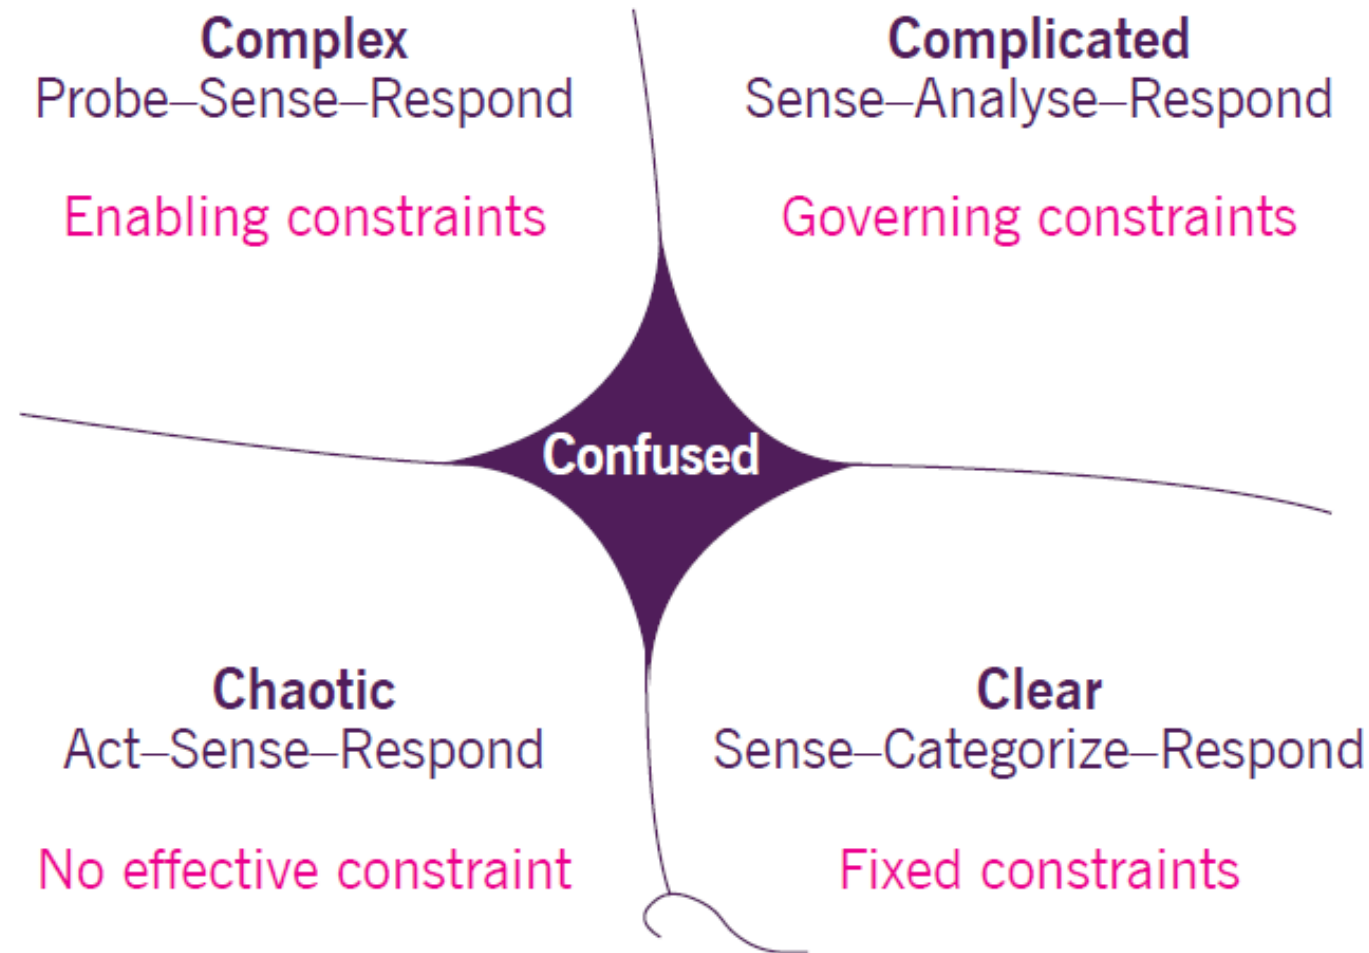 Complex
Probe–Sense–Respond
Enabling constraints
Complicated
Sense–Analyse–Respond
Governing constraints
Confused
Chaotic
Act–Sense–Respond
No effective constraint
Clear
Sense–Categorize–Respond
Fixed constraints